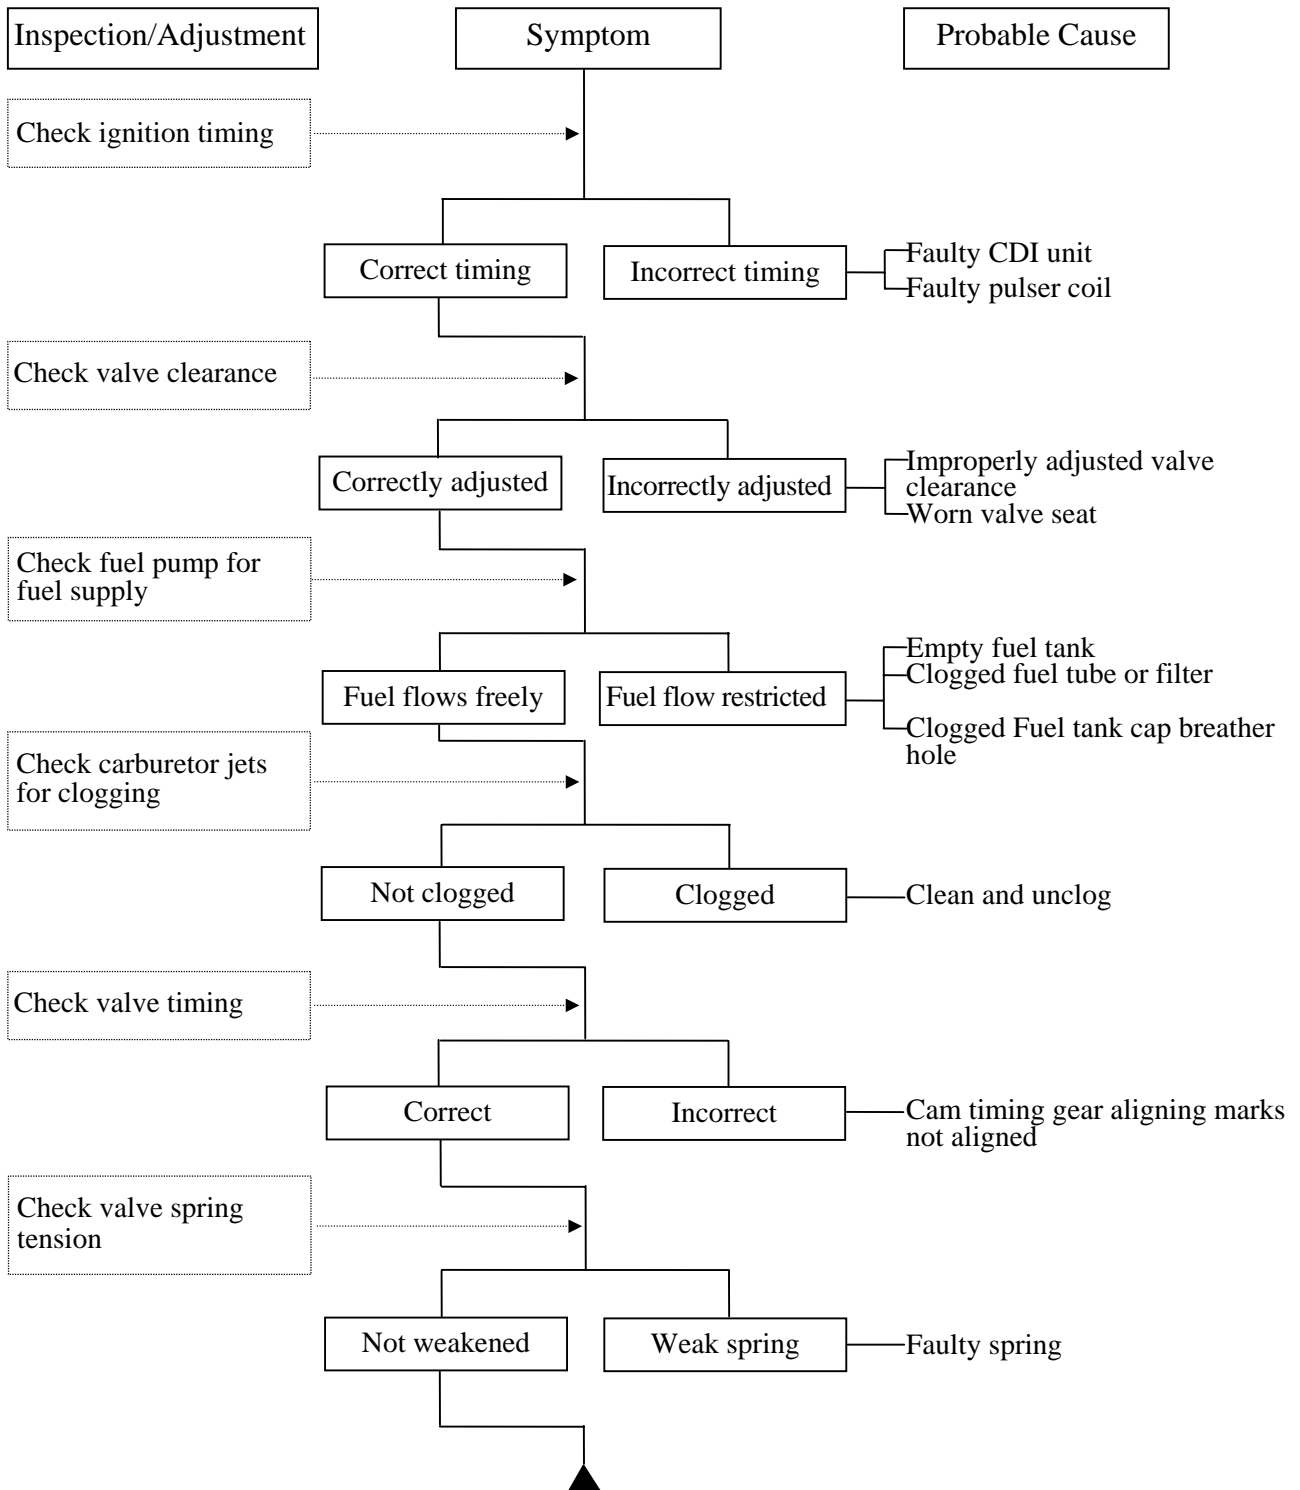 Inspection/Adjustment
Symptom
Probable Cause
Check ignition timing
Correct timing
Incorrect timing
Faulty CDI unit
Faulty pulser coil
Check valve clearance
Correctly adjusted
Incorrectly adjusted
Improperly adjusted valve
clearance
Worn valve seat
Check fuel pump for
fuel supply
Fuel flows freely
Fuel flow restricted
Empty fuel tank
Clogged fuel tube or filter
Clogged Fuel tank cap breather
hole
Check carburetor jets
for clogging
Not clogged
Clogged
Clean and unclog
Check valve timing
Correct
Incorrect
Cam timing gear aligning marks
not aligned
Check valve spring
tension
Not weakened
Weak spring
Faulty spring